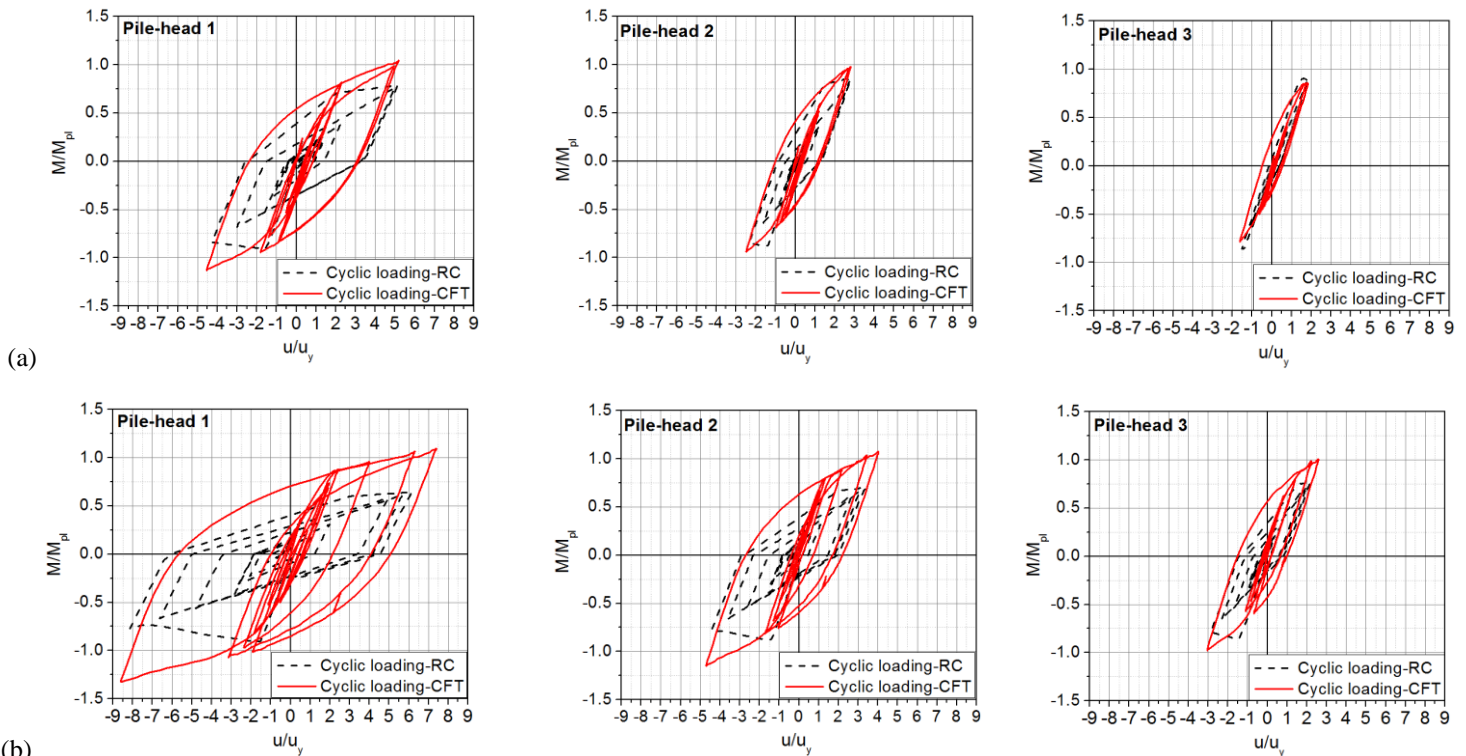 Pile-head 1
1.5
1.0
0.5
0.0
-0.5
-1.0
-1.5
M/Mpl
Cyclic loading-RC
Cyclic loading-CFT
-9 -8 -7 -6 -5 -4 -3 -2 -1 0 1 2 3 4 5 6 7 8 9
u/uy
Pile-head 2
1.5
1.0
0.5
0.0
-0.5
-1.0
-1.5
M/Mpl
Cyclic loading-RC
Cyclic loading-CFT
-9 -8 -7 -6 -5 -4 -3 -2 -1 0 1 2 3 4 5 6 7 8 9
u/uy
Pile-head 3
1.5
1.0
0.5
0.0
-0.5
-1.0
-1.5
M/Mpl
Cyclic loading-RC
Cyclic loading-CFT
-9 -8 -7 -6 -5 -4 -3 -2 -1 0 1 2 3 4 5 6 7 8 9
u/uy
(a)
Pile-head 1
1.5
1.0
0.5
0.0
-0.5
-1.0
-1.5
M/Mpl
Cyclic loading-RC
Cyclic loading-CFT
-9 -8 -7 -6 -5 -4 -3 -2 -1 0 1 2 3 4 5 6 7 8 9
u/uy
Pile-head 2
1.5
1.0
0.5
0.0
-0.5
-1.0
-1.5
M/Mpl
Cyclic loading-RC
Cyclic loading-CFT
-9 -8 -7 -6 -5 -4 -3 -2 -1 0 1 2 3 4 5 6 7 8 9
u/uy
Pile-head 3
1.5
1.0
0.5
0.0
-0.5
-1.0
-1.5
M/Mpl
Cyclic loading-RC
Cyclic loading-CFT
-9 -8 -7 -6 -5 -4 -3 -2 -1 0 1 2 3 4 5 6 7 8 9
u/uy
(b)